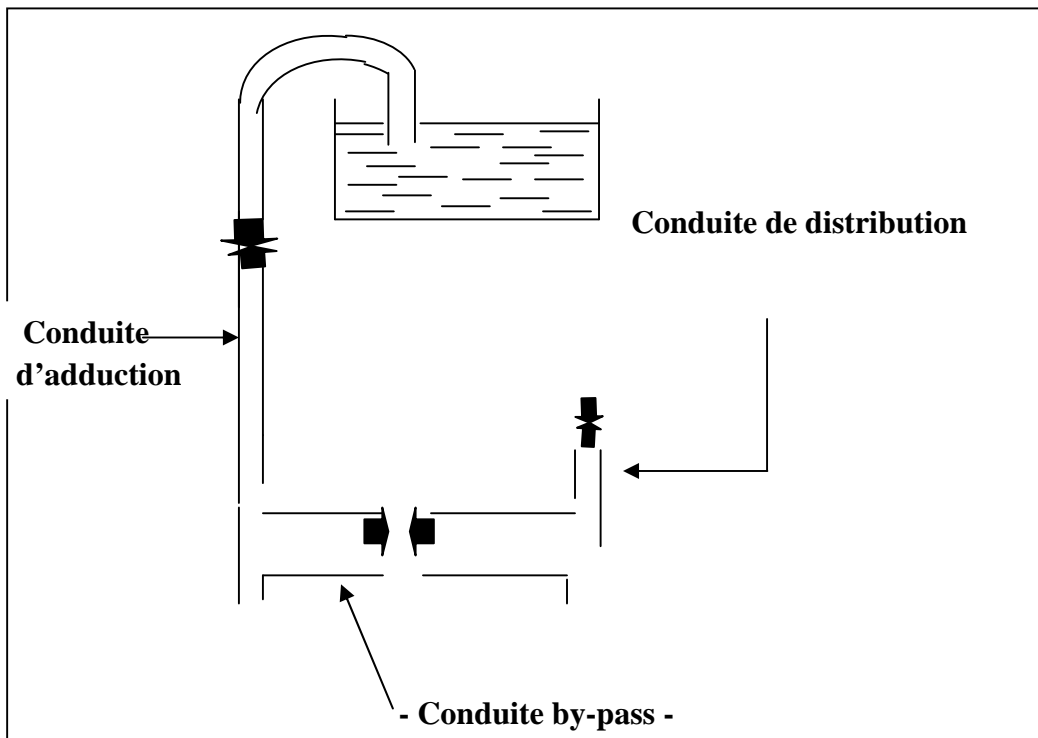 Conduite de distribution
Conduite
d’adduction
- Conduite by-pass -